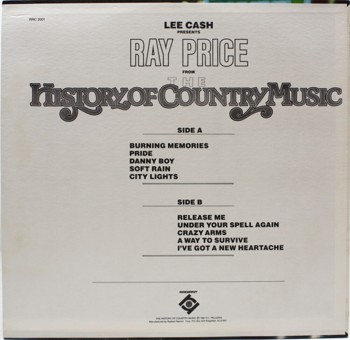 LEE CASH
PRESENTS
RAY PRICE
FROM
THE
HISTORY OF COUNTRY MUSIC
SIDE A
BURNING MEMORIES
PRIDE
DANNY BOY
SOFT RAIN
CITY LIGHTS
SIDE B
RELEASE ME
UNDER YOUR SPELL AGAIN
CRAZY ARMS
A WAY TO SURVIVE
I'VE GOT A NEW HEARTACHE